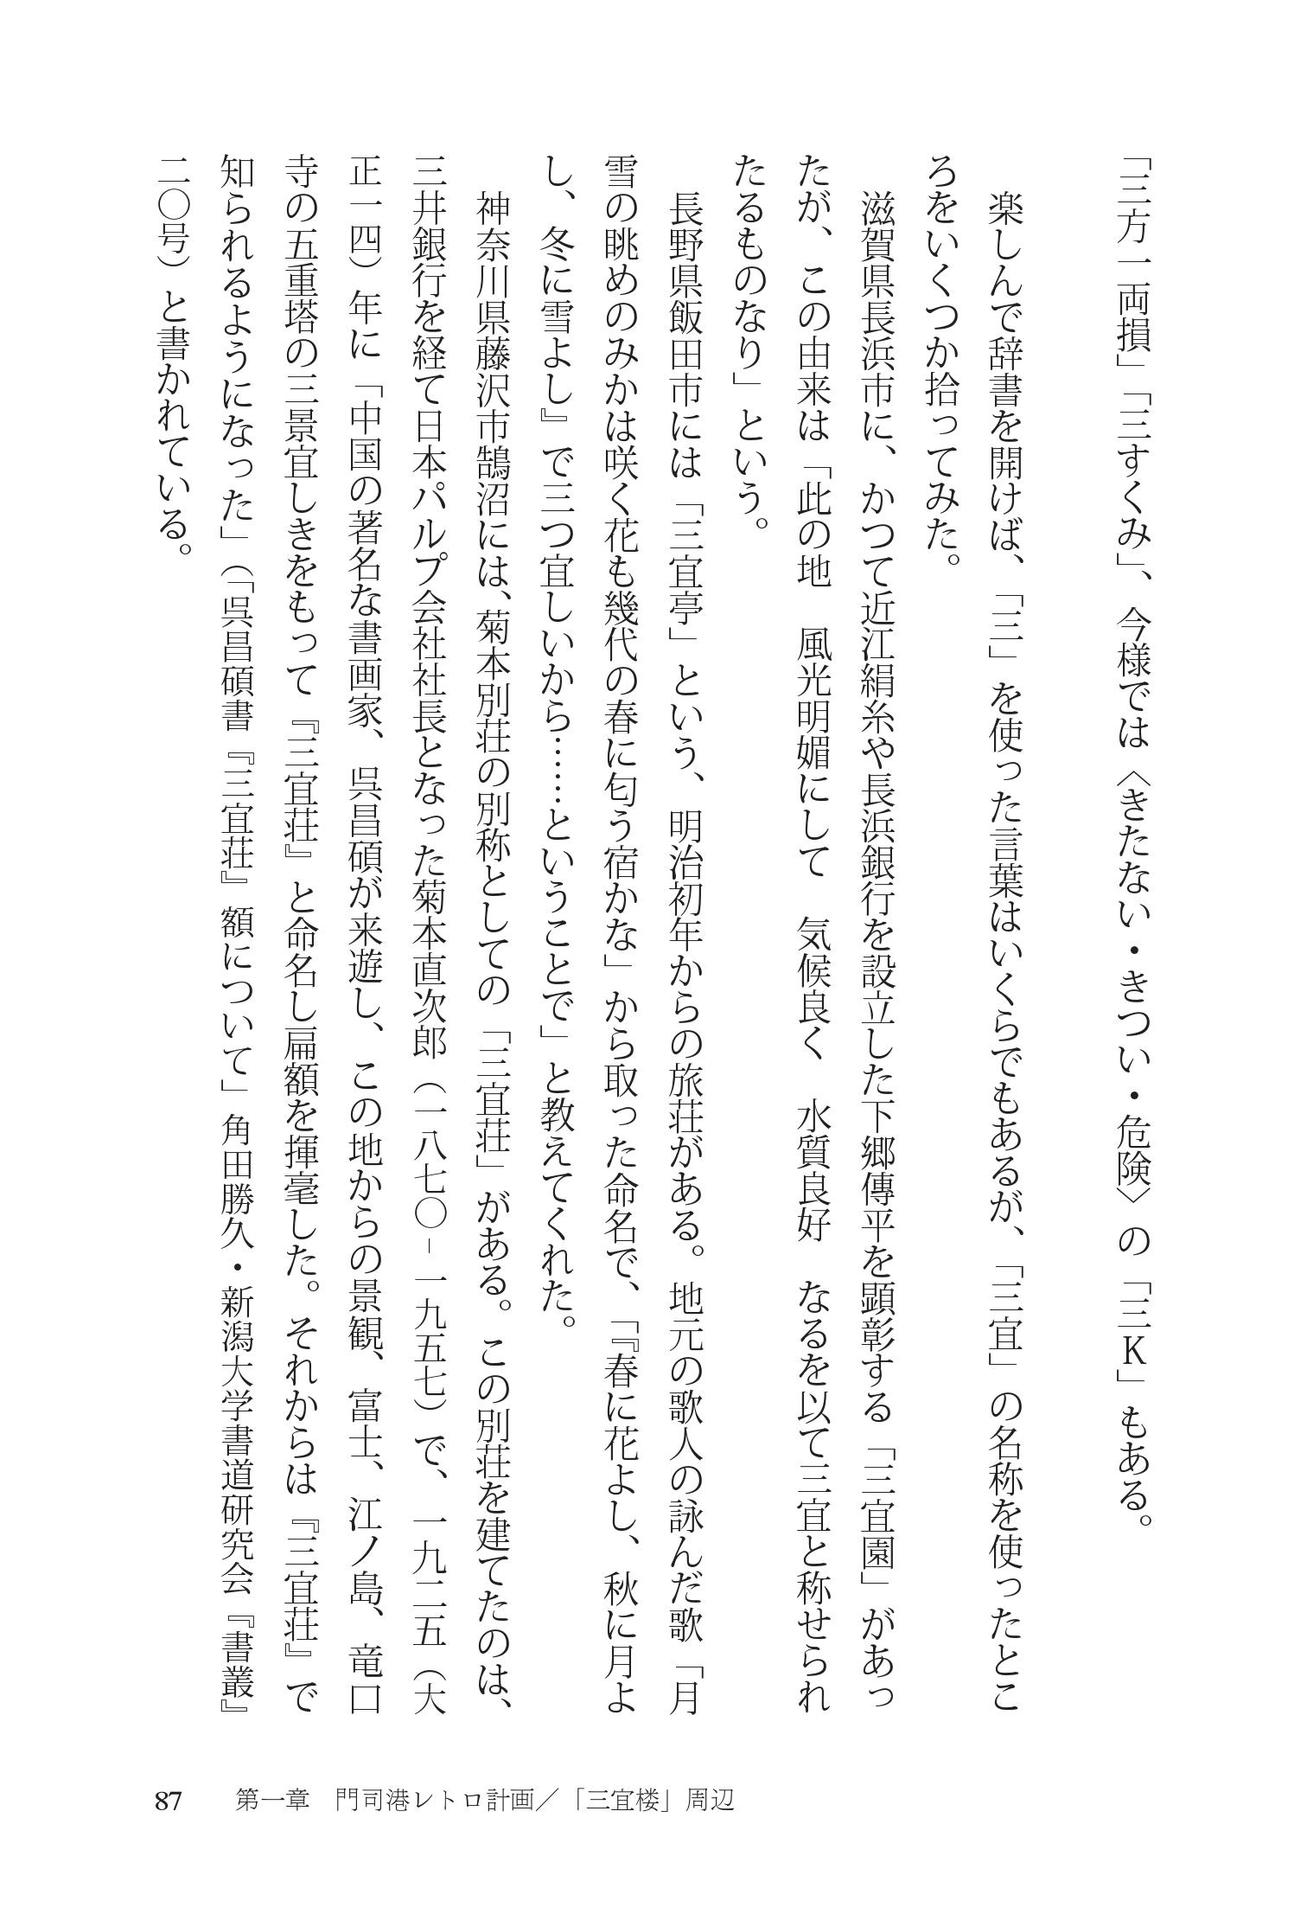 「三方一両損」「三すくみ」、今様では〈きたない・きつい・危険〉の「三K」もある。
楽しんで辞書を開けば、「三」を使った言葉はいくらでもあるが、「三宜」の名称を使ったとこ
ろをいくつか拾ってみた。
滋賀県長浜市に、かつて近江絹糸や長浜銀行を設立した下郷傳平を顕彰する「三宜園」があっ
たが、この由来は「此の地　風光明媚にして　気候良く　水質良好　なるを以て三宜と称せられ
たるものなり」という。
長野県飯田市には「三宜亭」という、明治初年からの旅荘がある。地元の歌人の詠んだ歌「月
雪の眺めのみかは咲く花も幾代の春に匂う宿かな」から取った命名で、「『春に花よし、秋に月よ
し、冬に雪よし』で三つ宜しいから……ということで」と教えてくれた。
神奈川県藤沢市鵠沼には、菊本別荘の別称としての「三宜荘」がある。この別荘を建てたのは、
三井銀行を経て日本パルプ会社社長となった菊本直次郎（一八七〇－一九五七）で、一九二五（大
正一四）年に「中国の著名な書画家、呉昌碩が来遊し、この地からの景観、富士、江ノ島、竜口
寺の五重塔の三景宜しきをもって『三宜荘』と命名し扁額を揮毫した。それからは『三宜荘』で
知られるようになった」（「呉昌碩書『三宜荘』額について」角田勝久・新潟大学書道研究会『書叢』
二〇号）と書かれている。
87　第一章　門司港レトロ計画／「三宜楼」周辺